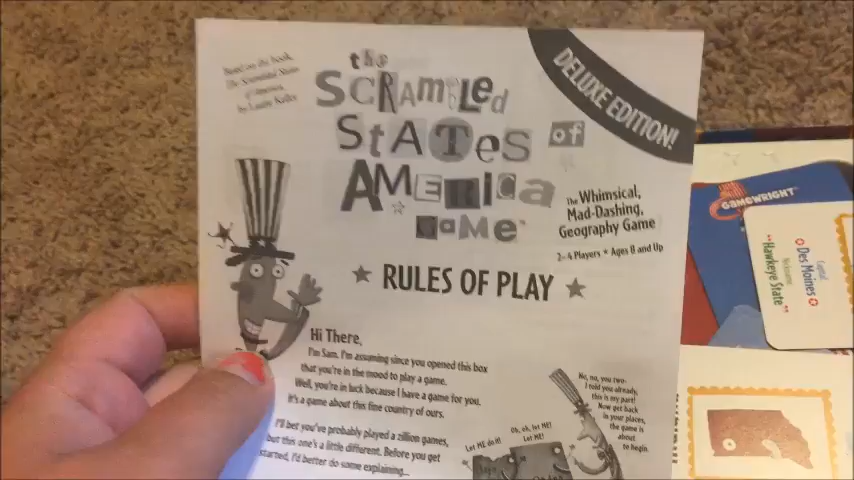 Based on the book,
The Scrambled States
of America,
by Laurie Keller
the
SCRAMBLEd
STATES of
AMERICA
GAME™
DELUXE EDITION!
The Whimsical,
Mad-Dashing,
Geography Game
2-4 Players * Ages 8 and Up
★ RULES OF PLAY ★
Hi There,
I'm Sam. I'm assuming since you opened this box
that you're in the mood to play a game.
Well, you're in luck because I have a game for you.
It's a game about this fine country of ours.
I'll bet you've probably played a zillion games,
but this one's a little different. Before you get
started, I'd better do some explaining...
Let ME do it!
Oh, oh, let ME!
Let ME!
No, no, you two-
I told you already,
this is my part!
Now get back
in your places,
the game is
about
to begin.
GAMEWRIGHT
Capital:
Des Moines
Nickname:
"Hawkeye State"